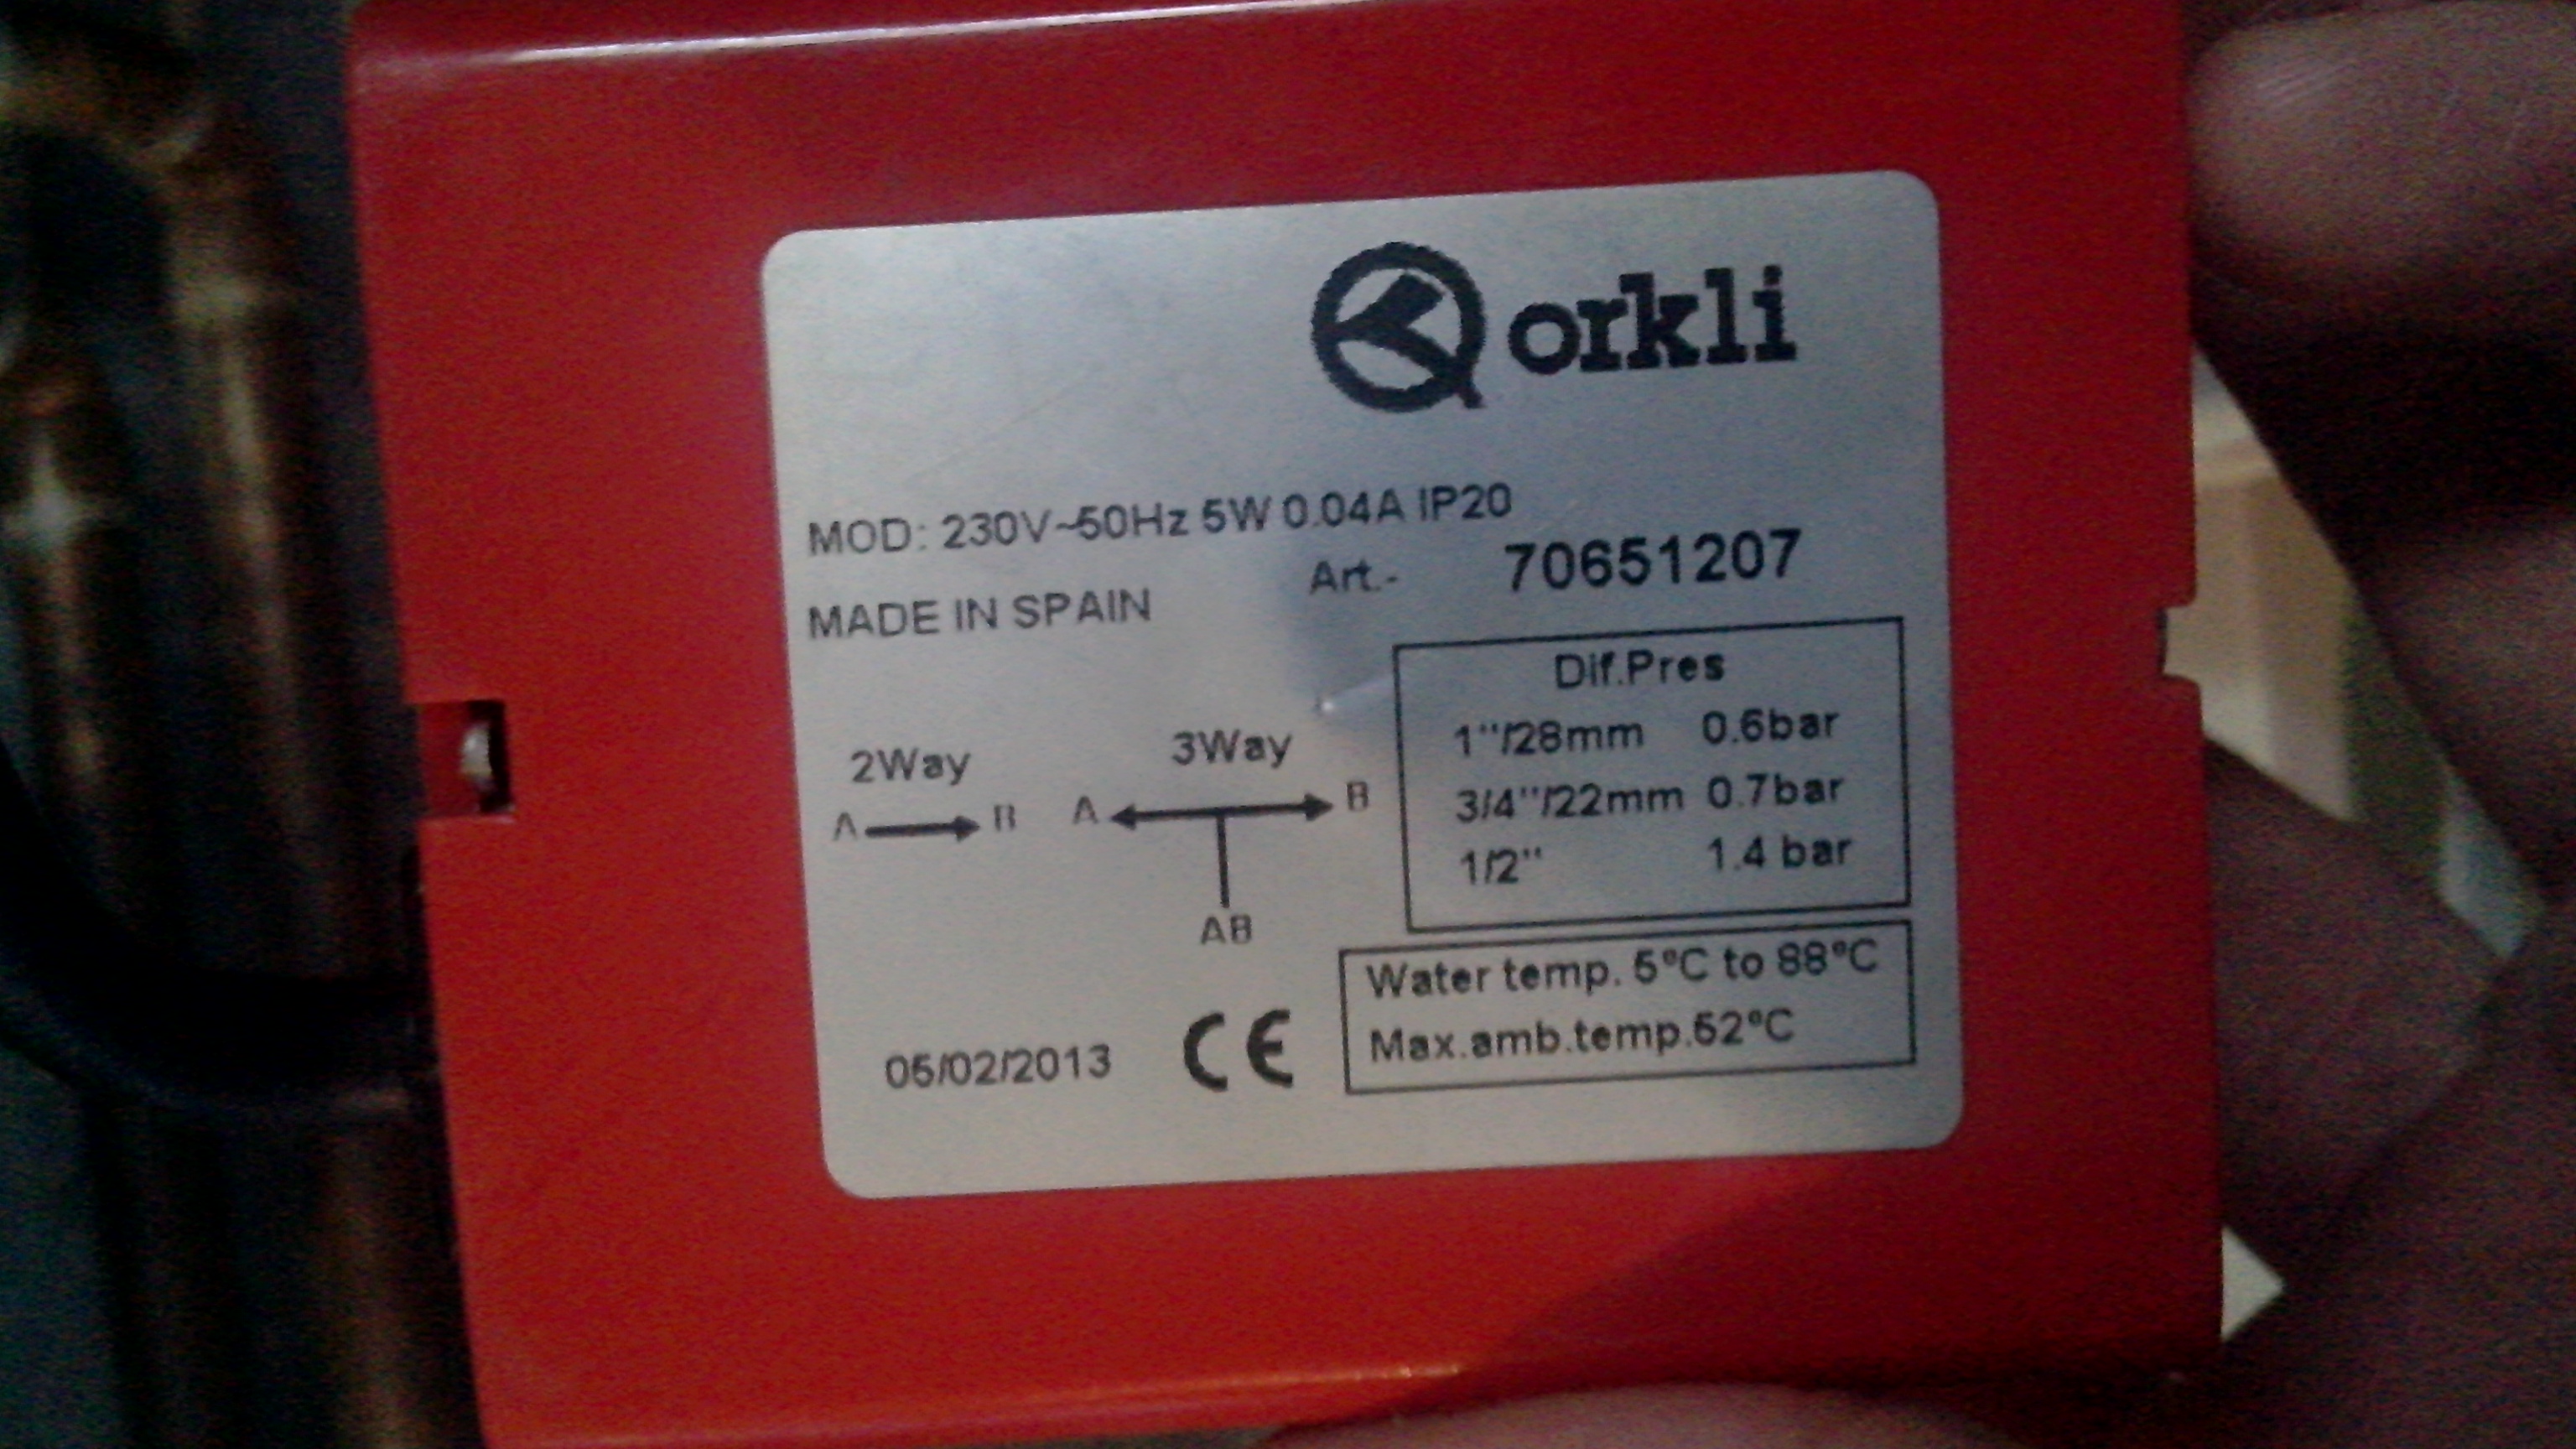 orkli
MOD: 230V~50Hz 5W 0.04A IP20
Art.- 70651207
MADE IN SPAIN
Dif.Pres
1"/28mm 0.6bar
3/4"/22mm 0.7bar
1/2" 1.4 bar
2Way
A B
3Way
A B
AB
Water temp. 5°C to 88°C
Max.amb.temp.52°C
05/02/2013 CE